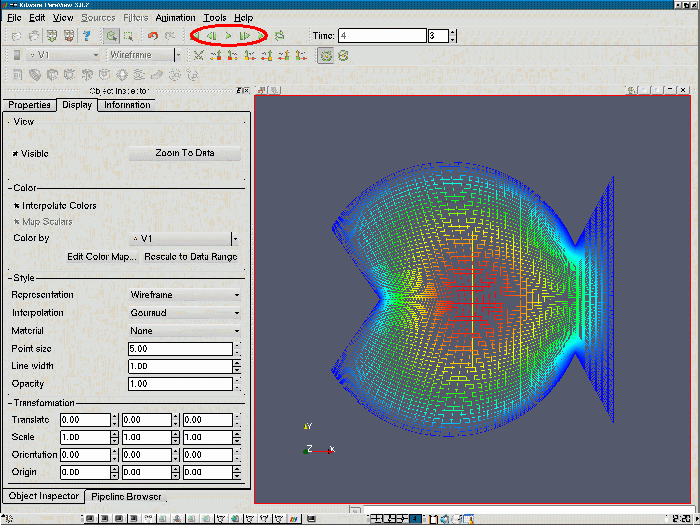 Kitware ParaView 3.0.2
File Edit View Sources Filters Animation Tools Help
Time: 4 3
V1 Wireframe
Object Inspector
Properties Display Information
View
Visible Zoom To Data
Color
Interpolate Colors
Map Scalars
Color by V1
Edit Color Map... Rescale to Data Range
Style
Representation Wireframe
Interpolation Gouraud
Material None
Point size 5.00
Line width 1.00
Opacity 1.00
Transformation
Translate 0.00 0.00 0.00
Scale 1.00 1.00 1.00
Orientation 0.00 0.00 0.00
Origin 0.00 0.00 0.00
Y
Z X
Object Inspector Pipeline Browser